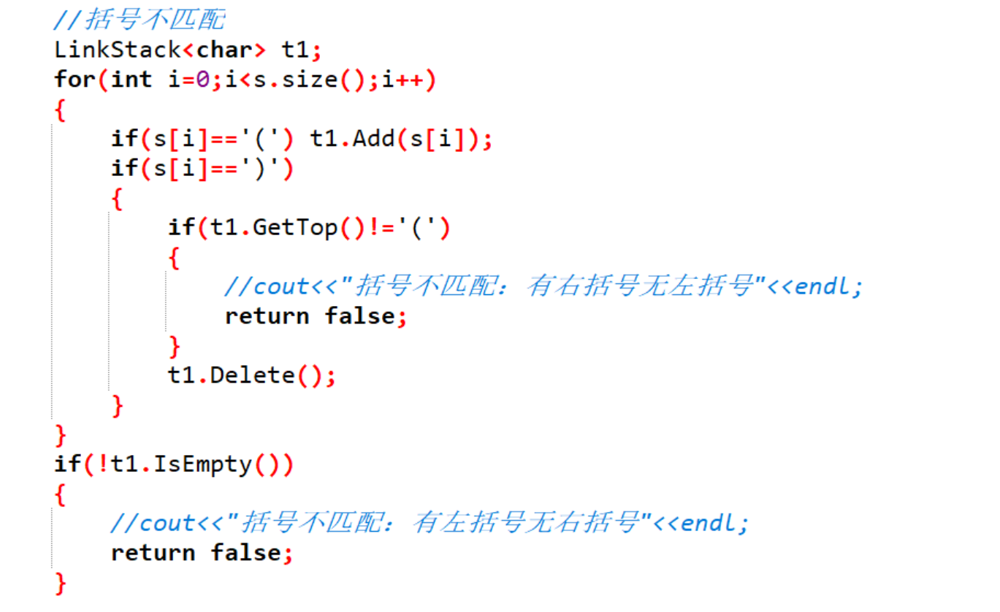 //括号不匹配
LinkStack<char> t1;
for(int i=0;i<s.size();i++)
{
    if(s[i]=='(') t1.Add(s[i]);
    if(s[i]==')')
    {
        if(t1.GetTop()!='(')
        {
            //cout<<"括号不匹配：有右括号无左括号"<<endl;
            return false;
        }
        t1.Delete();
    }
}
if(!t1.IsEmpty())
{
    //cout<<"括号不匹配：有左括号无右括号"<<endl;
    return false;
}